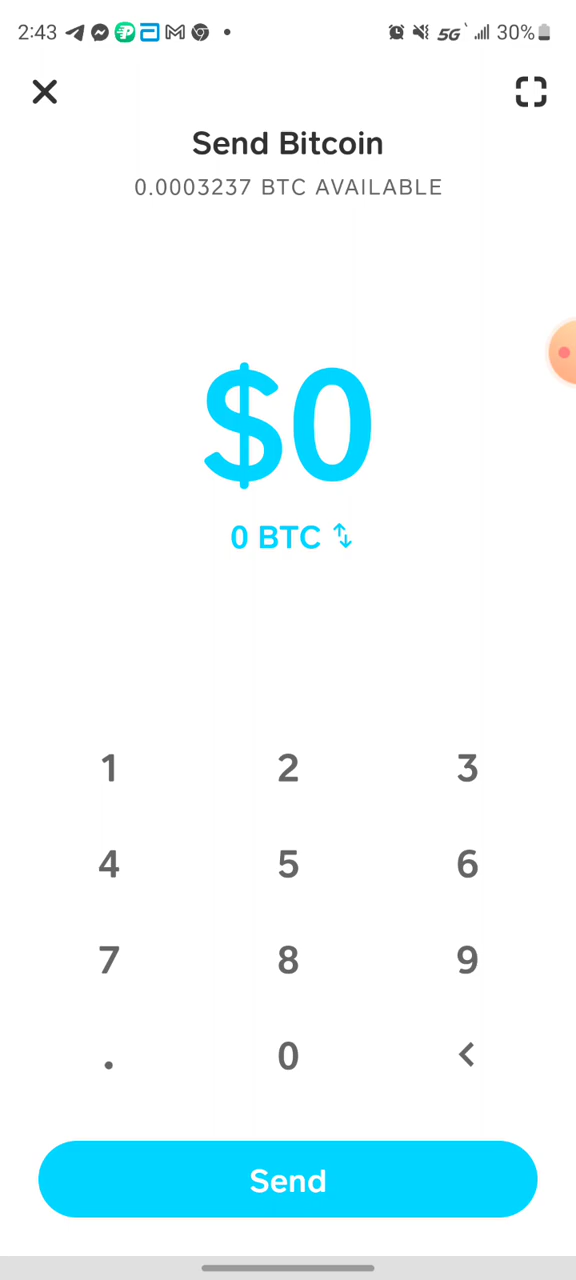 2:43 5G 30%
Send Bitcoin
0.0003237 BTC AVAILABLE
$0
0 BTC
1 2 3
4 5 6
7 8 9
. 0 <
Send